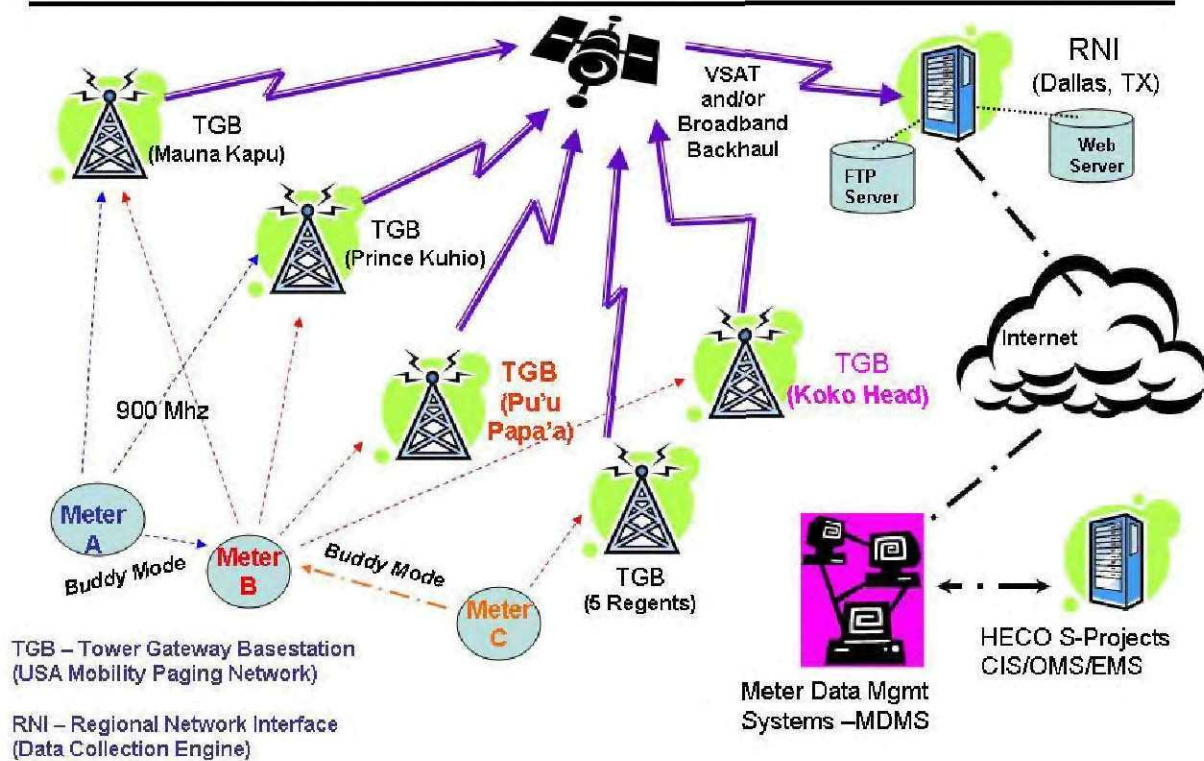 RNI
(Dallas, TX)
VSAT
and/or
Broadband
Backhaul
TGB
(Mauna Kapu)
Web
Server
FTP
Server
TGB
(Prince Kuhio)
Internet
TGB
(Pu'u
Papa'a)
TGB
(Koko Head)
900 Mhz
Meter
A
Buddy Mode
Meter
B
Buddy Mode
Meter
C
TGB
(5 Regents)
HECO S-Projects
CIS/OMS/EMS
Meter Data Mgmt
Systems –MDMS
TGB – Tower Gateway Basestation
(USA Mobility Paging Network)
RNI – Regional Network Interface
(Data Collection Engine)